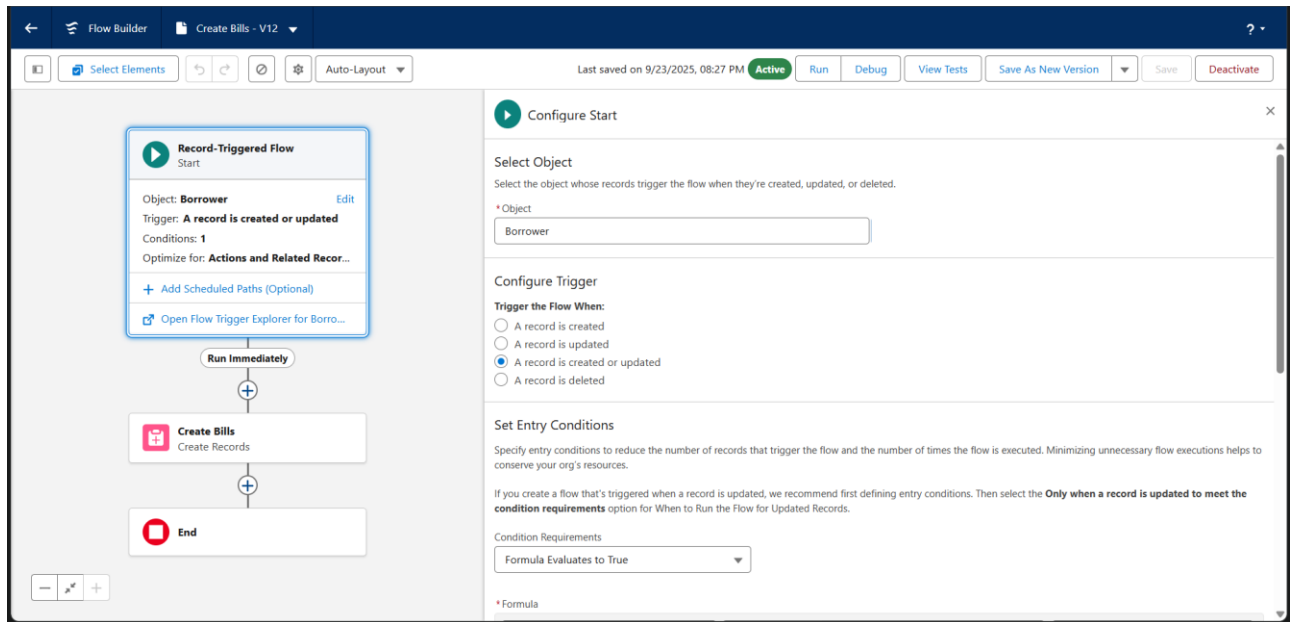 Flow Builder
Create Bills - V12
?
Select Elements
Auto-Layout
Last saved on 9/23/2025, 08:27 PM
Active
Run
Debug
View Tests
Save As New Version
Save
Deactivate
Record-Triggered Flow
Start
Object: Borrower
Edit
Trigger: A record is created or updated
Conditions: 1
Optimize for: Actions and Related Recor...
+ Add Scheduled Paths (Optional)
Open Flow Trigger Explorer for Borro...
Run Immediately
Create Bills
Create Records
End
Configure Start
Select Object
Select the object whose records trigger the flow when they're created, updated, or deleted.
* Object
Borrower
Configure Trigger
Trigger the Flow When:
A record is created
A record is updated
A record is created or updated
A record is deleted
Set Entry Conditions
Specify entry conditions to reduce the number of records that trigger the flow and the number of times the flow is executed. Minimizing unnecessary flow executions helps to
conserve your org's resources.
If you create a flow that's triggered when a record is updated, we recommend first defining entry conditions. Then select the Only when a record is updated to meet the
condition requirements option for When to Run the Flow for Updated Records.
Condition Requirements
Formula Evaluates to True
* Formula